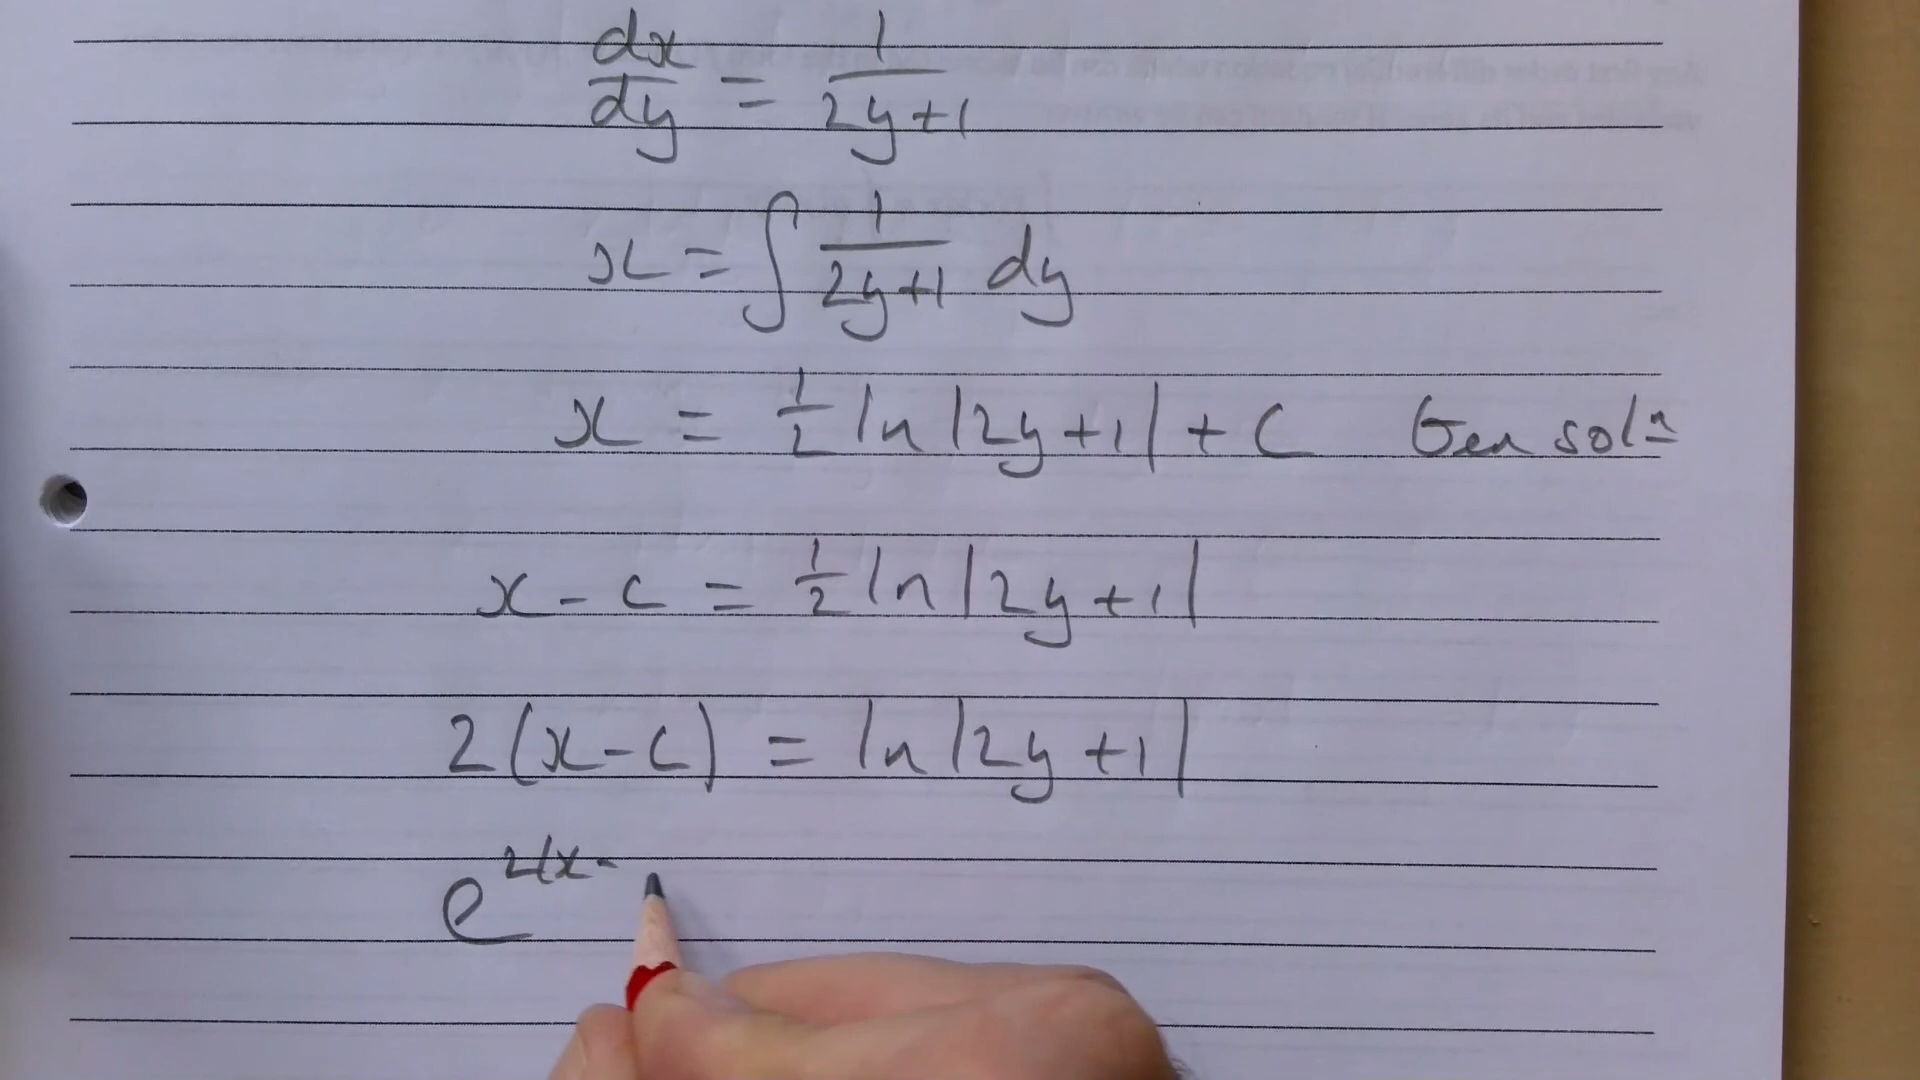 dx/dy = 1/(2y+1)
x = ∫ 1/(2y+1) dy
x = ½ ln|2y+1| + C Gen solⁿ
x - c = ½ ln|2y+1|
2(x-c) = ln|2y+1|
e^2(x-